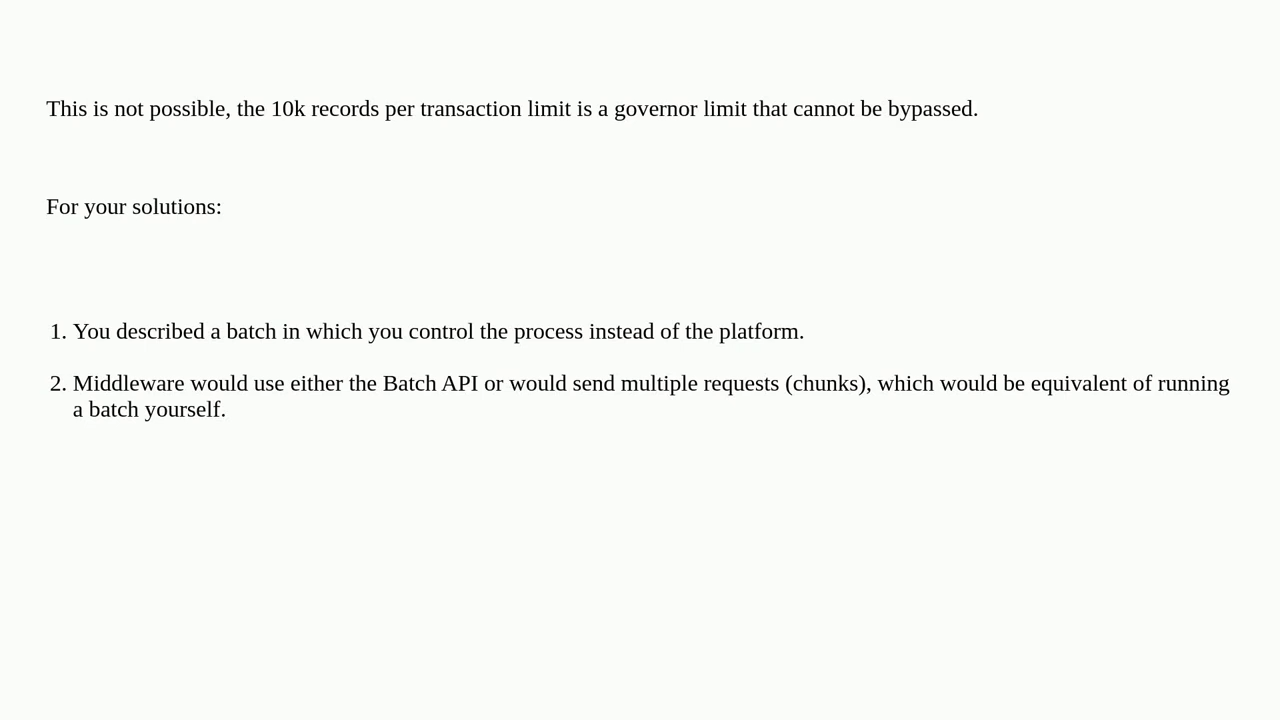 This is not possible, the 10k records per transaction limit is a governor limit that cannot be bypassed.
For your solutions:
1. You described a batch in which you control the process instead of the platform.
2. Middleware would use either the Batch API or would send multiple requests (chunks), which would be equivalent of running
a batch yourself.